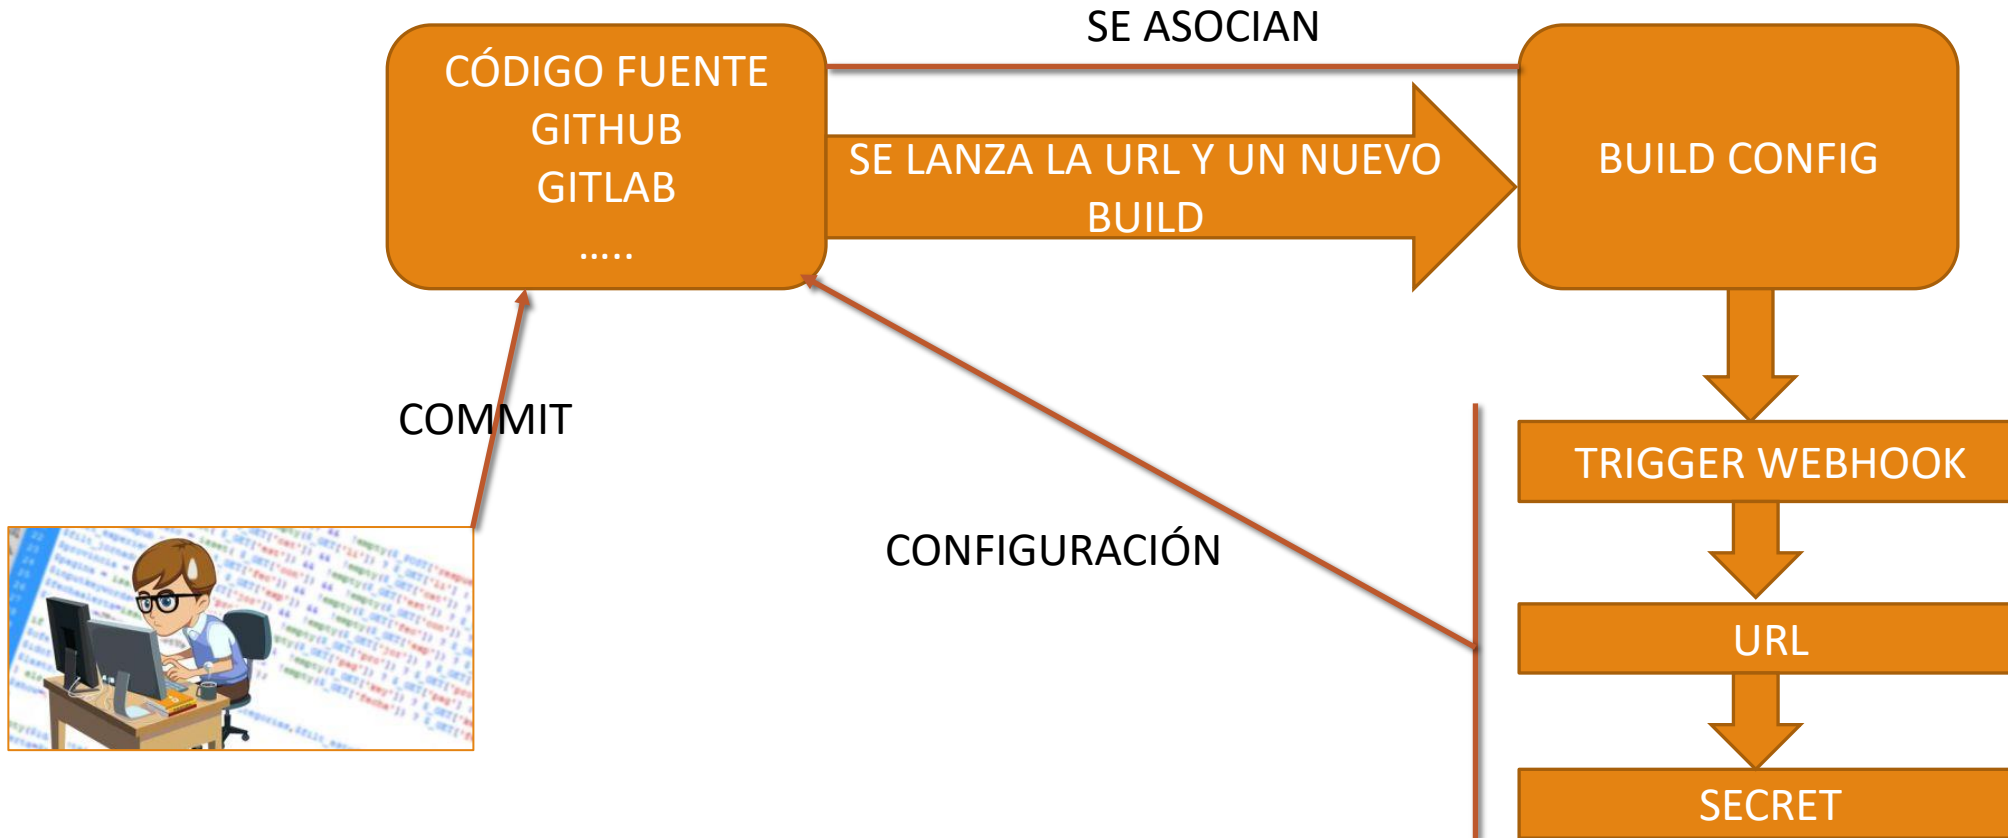 SE ASOCIAN
CÓDIGO FUENTE
GITHUB
GITLAB
.....
SE LANZA LA URL Y UN NUEVO
BUILD
BUILD CONFIG
COMMIT
CONFIGURACIÓN
TRIGGER WEBHOOK
URL
SECRET